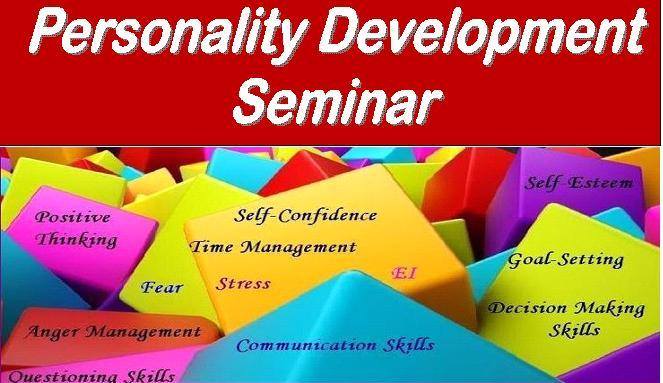 Personality Development
Seminar
Self-Esteem
Positive
Thinking
Self-Confidence
Time Management
Goal-Setting
Fear
Stress
EI
Decision Making
Skills
Anger Management
Communication Skills
Questioning Skills